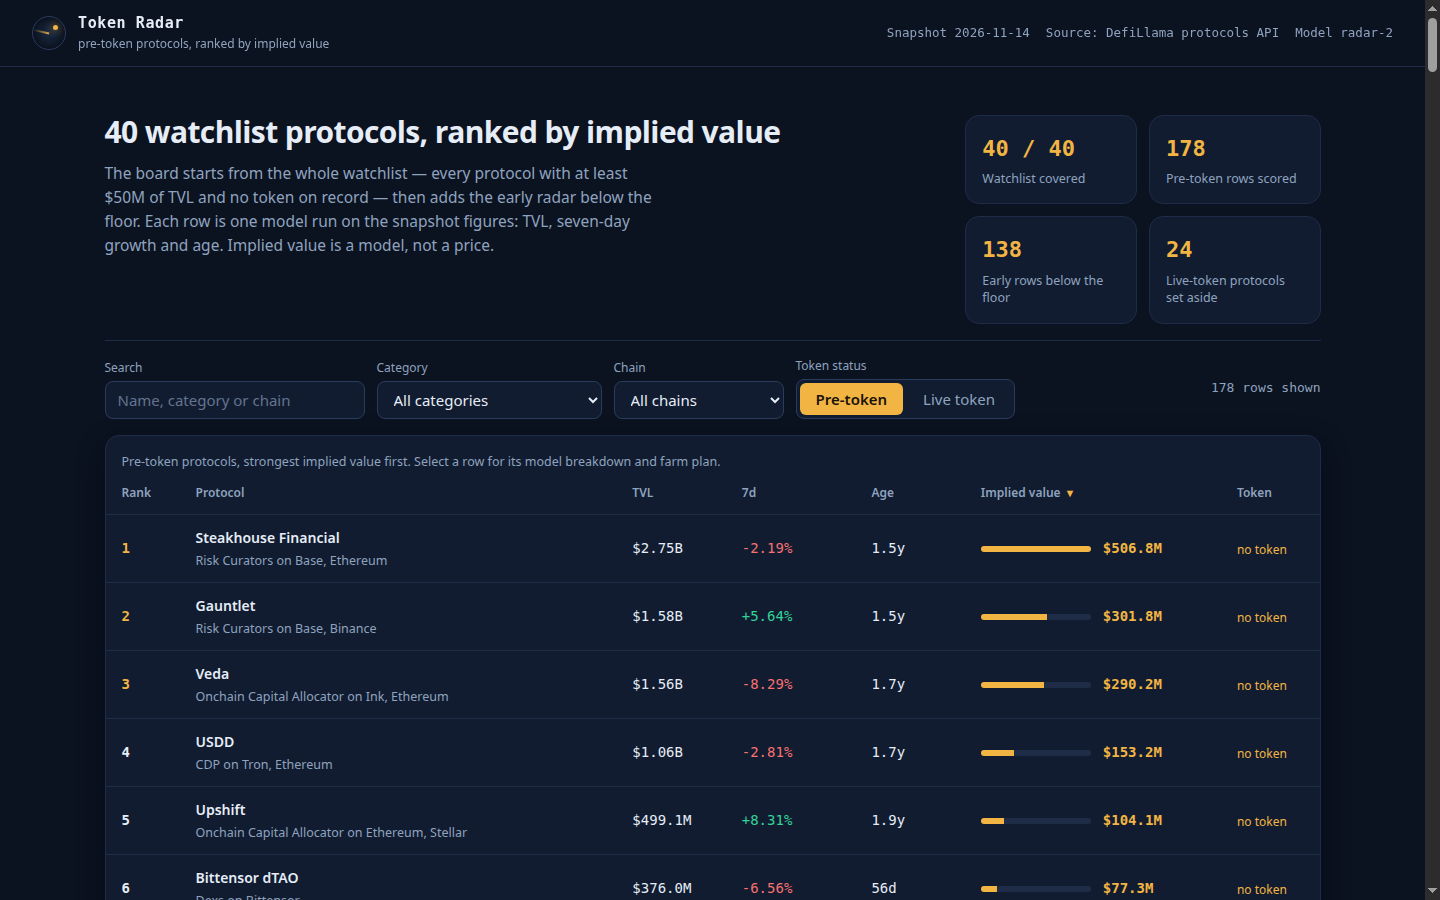 Token Radar
pre-token protocols, ranked by implied value
Snapshot 2026-11-14 Source: DefiLlama protocols API Model radar-2
40 watchlist protocols, ranked by implied value
The board starts from the whole watchlist — every protocol with at least
$50M of TVL and no token on record — then adds the early radar below the
floor. Each row is one model run on the snapshot figures: TVL, seven-day
growth and age. Implied value is a model, not a price.
40 / 40
Watchlist covered
178
Pre-token rows scored
138
Early rows below the
floor
24
Live-token protocols
set aside
Search
Name, category or chain
Category
All categories
Chain
All chains
Token status
Pre-token
Live token
178 rows shown
Pre-token protocols, strongest implied value first. Select a row for its model breakdown and farm plan.
Rank Protocol TVL 7d Age Implied value ▼ Token
1 Steakhouse Financial $2.75B -2.19% 1.5y $506.8M no token
Risk Curators on Base, Ethereum
2 Gauntlet $1.58B +5.64% 1.5y $301.8M no token
Risk Curators on Base, Binance
3 Veda $1.56B -8.29% 1.7y $290.2M no token
Onchain Capital Allocator on Ink, Ethereum
4 USDD $1.06B -2.81% 1.7y $153.2M no token
CDP on Tron, Ethereum
5 Upshift $499.1M +8.31% 1.9y $104.1M no token
Onchain Capital Allocator on Ethereum, Stellar
6 Bittensor dTAO $376.0M -6.56% 56d $77.3M no token
Dexs on Bittensor